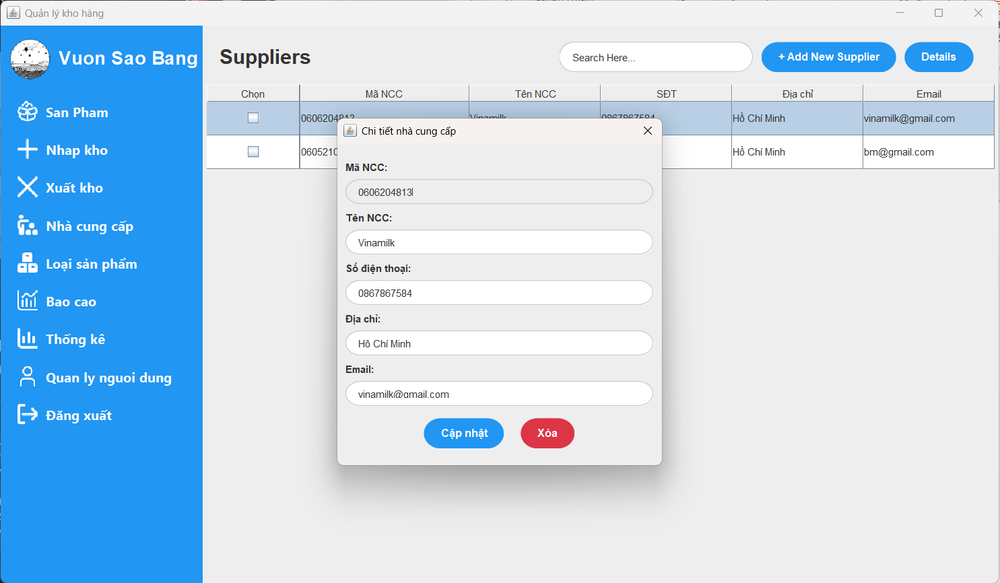 Quản lý kho hàng
Vuon Sao Bang
San Pham
Nhap kho
Xuất kho
Nhà cung cấp
Loại sản phẩm
Bao cao
Thống kê
Quan ly nguoi dung
Đăng xuất
Suppliers
Search Here...
+ Add New Supplier
Details
Chọn Mã NCC Tên NCC SĐT Địa chỉ Email
0606204813 Vinamilk 0867867584 Hồ Chí Minh vinamilk@gmail.com
060521 Hồ Chí Minh bm@gmail.com
Chi tiết nhà cung cấp
Mã NCC:
0606204813
Tên NCC:
Vinamilk
Số điện thoại:
0867867584
Địa chỉ:
Hồ Chí Minh
Email:
vinamilk@gmail.com
Cập nhật
Xóa